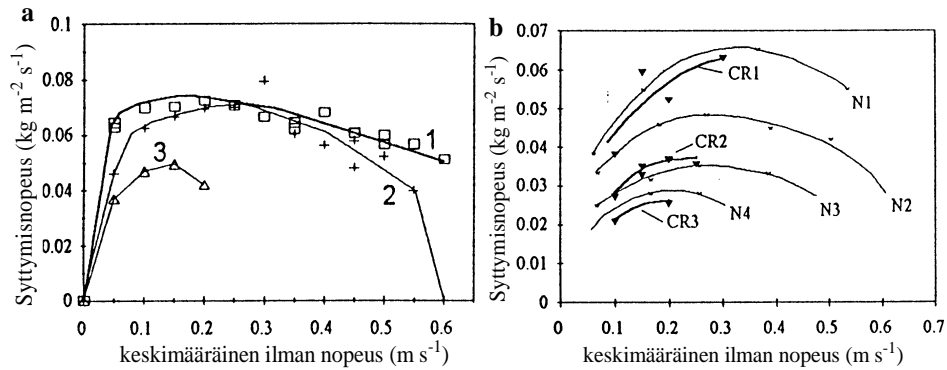 a
Syttymisnopeus (kg m⁻² s⁻¹)
0.1
0.08
0.06
0.04
0.02
0
1
2
3
0 0.1 0.2 0.3 0.4 0.5 0.6
keskimääräinen ilman nopeus (m s⁻¹)
b
Syttymisnopeus (kg m⁻² s⁻¹)
0.07
0.06
0.05
0.04
0.03
0.02
0.01
0
CR1
N1
CR2
N4
CR3
N3
N2
0 0.1 0.2 0.3 0.4 0.5 0.6 0.7
keskimääräinen ilman nopeus (m s⁻¹)